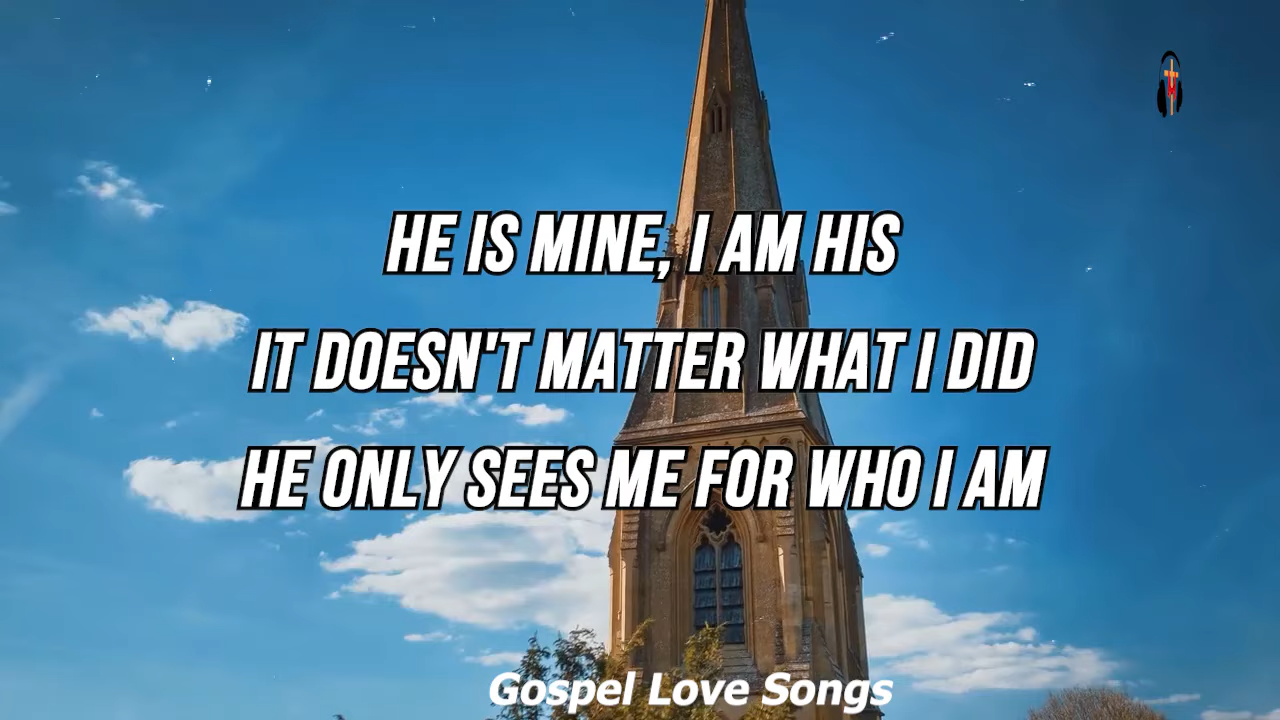 HE IS MINE, I AM HIS
IT DOESN'T MATTER WHAT I DID
HE ONLY SEES ME FOR WHO I AM
Gospel Love Songs